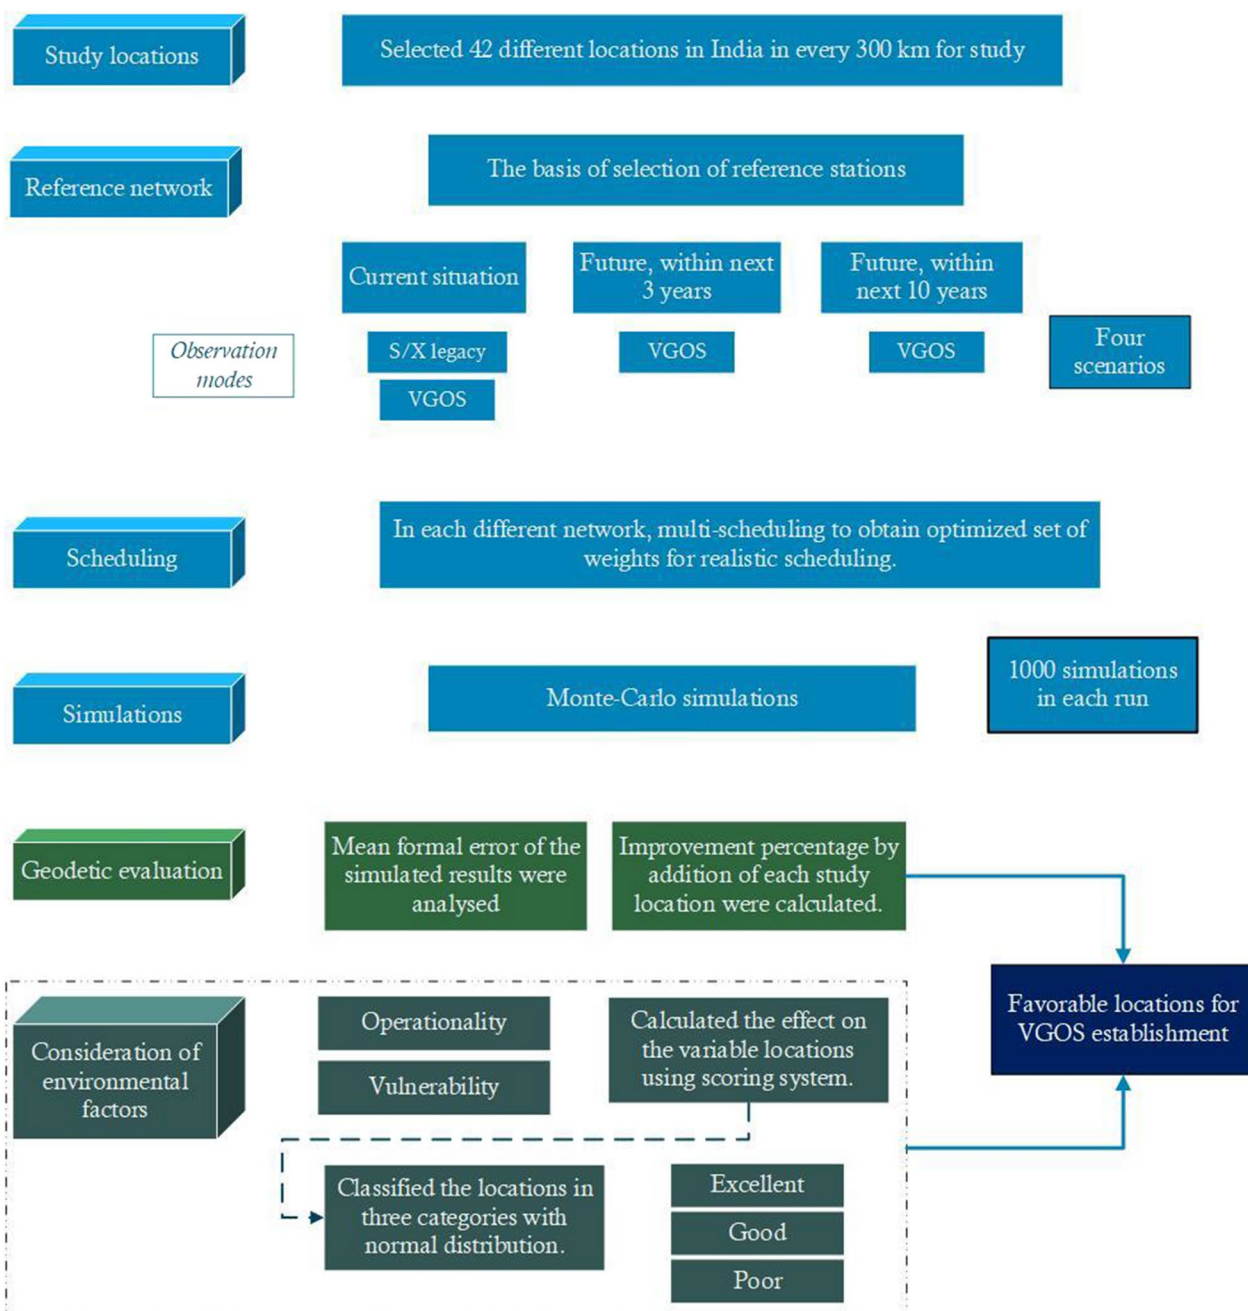 Study locations
Selected 42 different locations in India in every 300 km for study
Reference network
The basis of selection of reference stations
Current situation
Future, within next
3 years
Future, within
next 10 years
Observation
modes
S/X legacy
VGOS
VGOS
VGOS
Four
scenarios
Scheduling
In each different network, multi-scheduling to obtain optimized set of
weights for realistic scheduling.
Simulations
Monte-Carlo simulations
1000 simulations
in each run
Geodetic evaluation
Mean formal error of the
simulated results were
analysed
Improvement percentage by
addition of each study
location were calculated.
Favorable locations for
VGOS establishment
Consideration of
environmental
factors
Operationality
Vulnerability
Calculated the effect on
the variable locations
using scoring system.
Classified the locations in
three categories with
normal distribution.
Excellent
Good
Poor